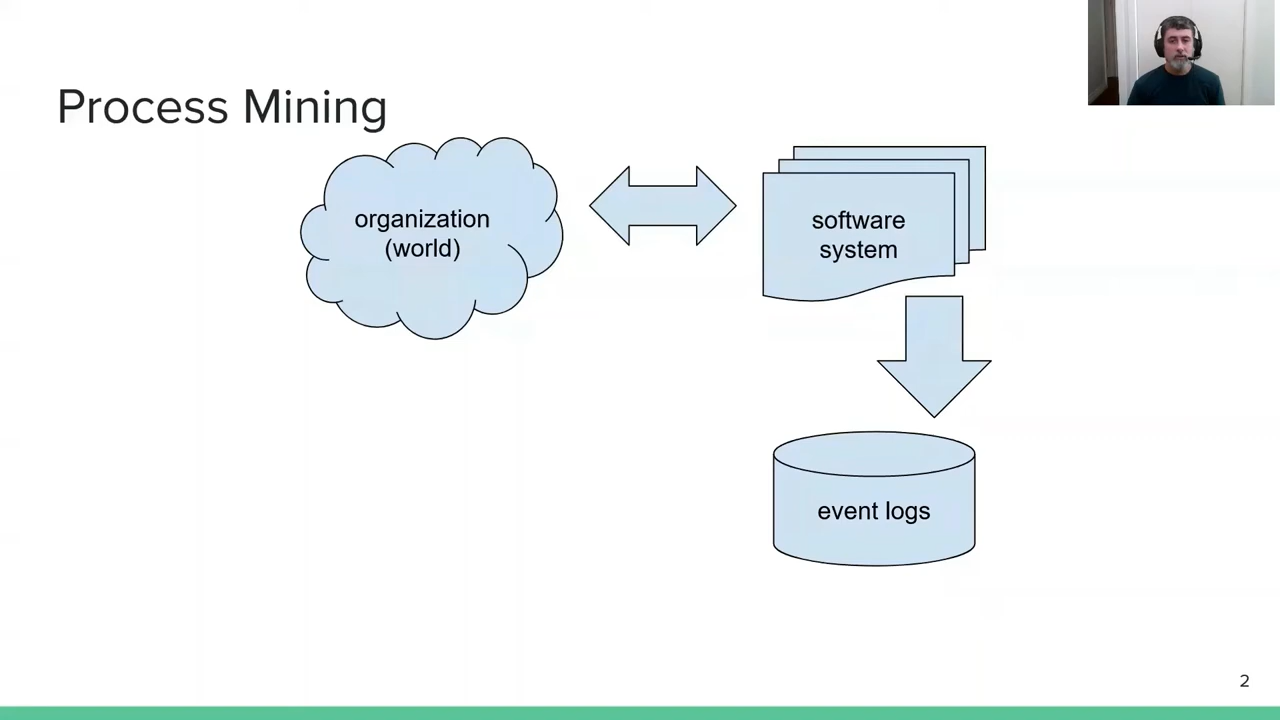 Process Mining
organization
(world)
software
system
event logs
2